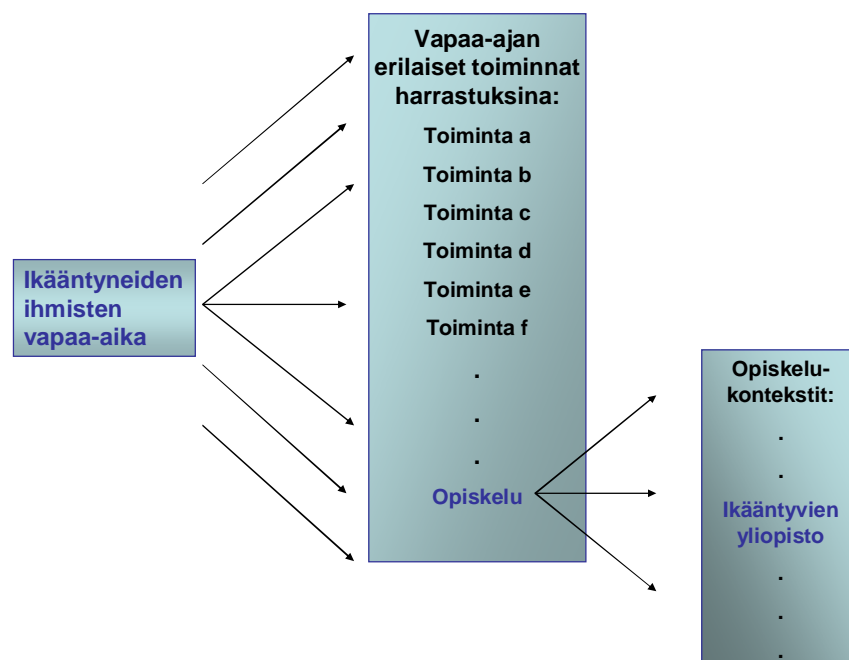 Vapaa-ajan
erilaiset toiminnat
harrastuksina:
Toiminta a
Toiminta b
Toiminta c
Toiminta d
Toiminta e
Toiminta f
.
.
.
Opiskelu
Ikääntyneiden
ihmisten
vapaa-aika
Opiskelu-
kontekstit:
.
.
Ikääntyvien
yliopisto
.
.
.